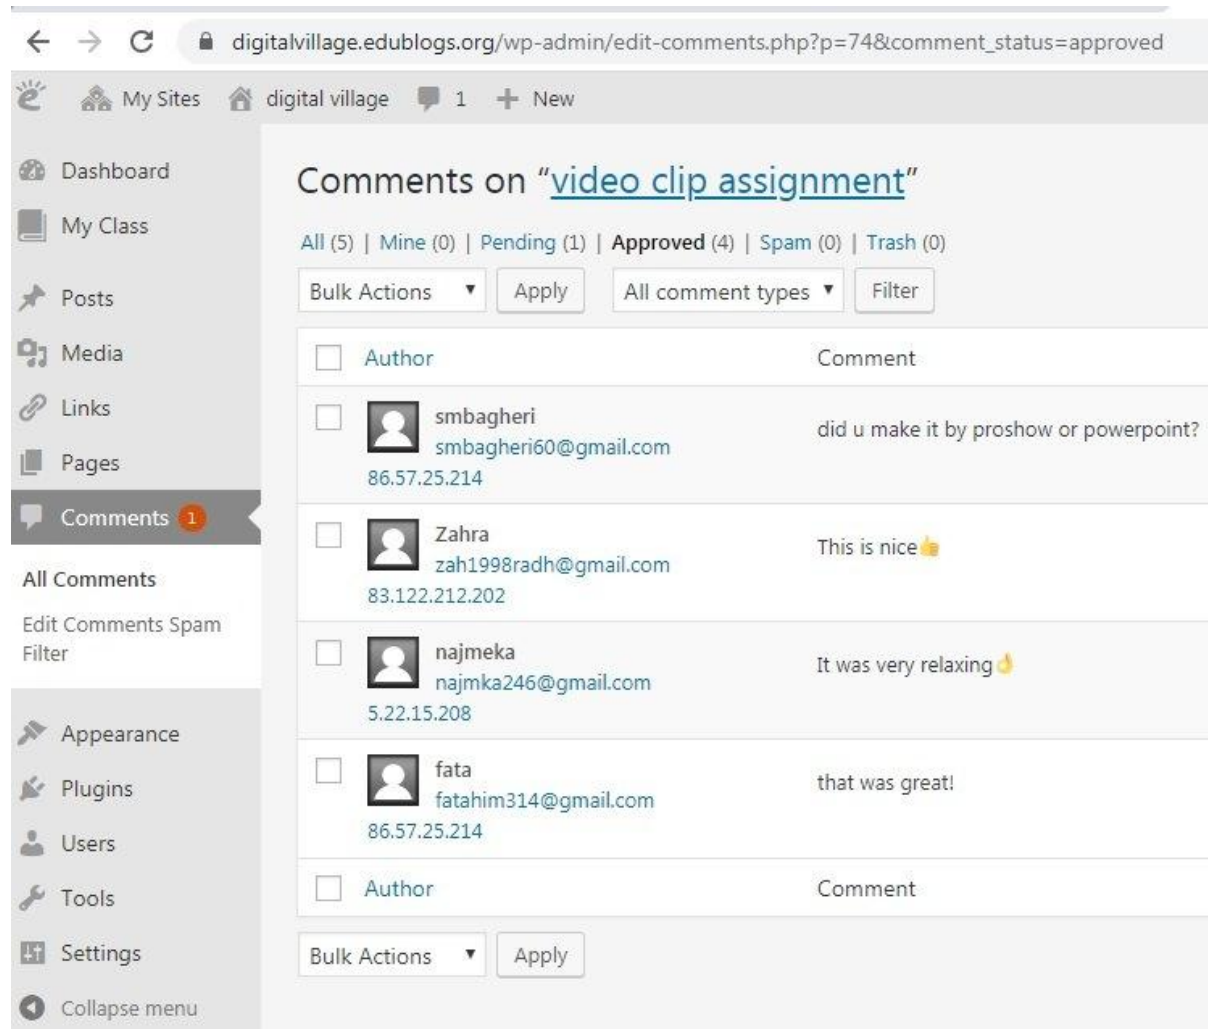 digitalvillage.edublogs.org/wp-admin/edit-comments.php?p=74&comment_status=approved
My Sites digital village 1 + New
Dashboard
My Class
Posts
Media
Links
Pages
Comments 1
All Comments
Edit Comments Spam
Filter
Appearance
Plugins
Users
Tools
Settings
Collapse menu
Comments on “video clip assignment”
All (5) | Mine (0) | Pending (1) | Approved (4) | Spam (0) | Trash (0)
Bulk Actions Apply All comment types Filter
Author Comment
smbagheri
smbagheri60@gmail.com
86.57.25.214
did u make it by proshow or powerpoint?
Zahra
zah1998radh@gmail.com
83.122.212.202
This is nice👍
najmeka
najmka246@gmail.com
5.22.15.208
It was very relaxing👌
fata
fatahim314@gmail.com
86.57.25.214
that was great!
Author Comment
Bulk Actions Apply